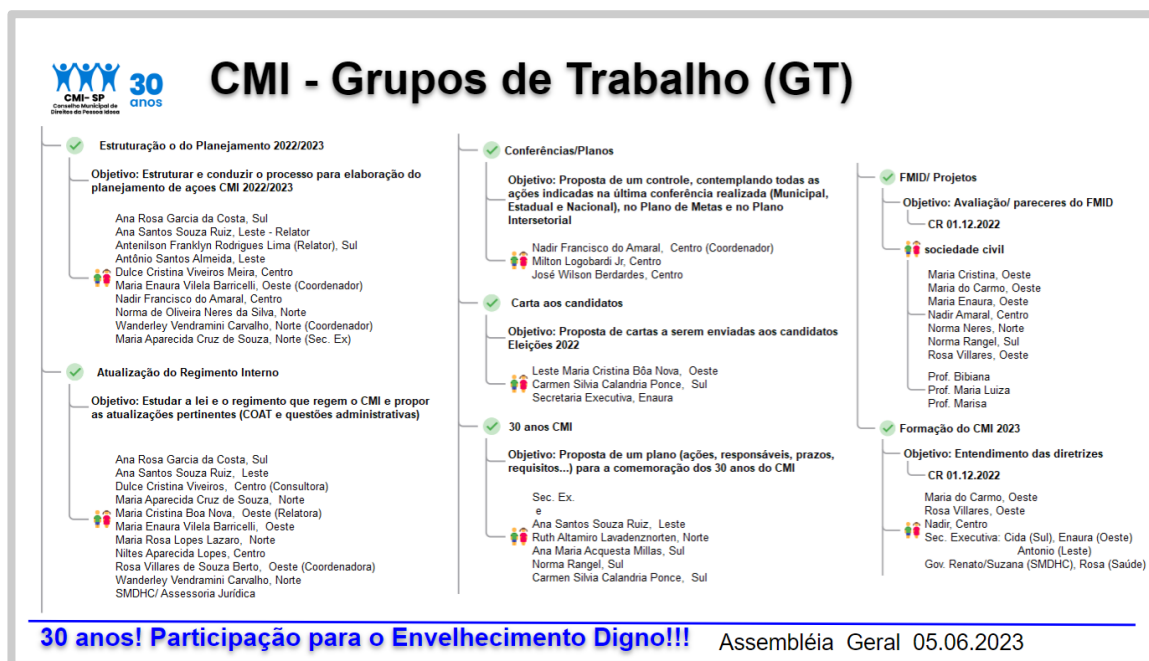 CMI-SP
Conselho Municipal de
Direitos da Pessoa Idosa
30
anos
CMI - Grupos de Trabalho (GT)
Estruturação o do Planejamento 2022/2023
Objetivo: Estruturar e conduzir o processo para elaboração do
planejamento de açoes CMI 2022/2023
Ana Rosa Garcia da Costa, Sul
Ana Santos Souza Ruiz, Leste - Relator
Antenilson Franklyn Rodrigues Lima (Relator), Sul
Antônio Santos Almeida, Leste
Dulce Cristina Viveiros Meira, Centro
Maria Enaura Vilela Barricelli, Oeste (Coordenador)
Nadir Francisco do Amaral, Centro
Norma de Oliveira Neres da Silva, Norte
Wanderley Vendramini Carvalho, Norte (Coordenador)
Maria Aparecida Cruz de Souza, Norte (Sec. Ex)
Atualização do Regimento Interno
Objetivo: Estudar a lei e o regimento que regem o CMI e propor
as atualizações pertinentes (COAT e questões administrativas)
Ana Rosa Garcia da Costa, Sul
Ana Santos Souza Ruiz, Leste
Dulce Cristina Viveiros, Centro (Consultora)
Maria Aparecida Cruz de Souza, Norte
Maria Cristina Boa Nova, Oeste (Relatora)
Maria Enaura Vilela Barricelli, Oeste
Maria Rosa Lopes Lazaro, Norte
Niltes Aparecida Lopes, Centro
Rosa Villares de Souza Berto, Oeste (Coordenadora)
Wanderley Vendramini Carvalho, Norte
SMDHC/ Assessoria Jurídica
Conferências/Planos
Objetivo: Proposta de um controle, contemplando todas as
ações indicadas na última conferência realizada (Municipal,
Estadual e Nacional), no Plano de Metas e no Plano
Intersetorial
Nadir Francisco do Amaral, Centro (Coordenador)
Milton Logobardi Jr, Centro
José Wilson Berdardes, Centro
Carta aos candidatos
Objetivo: Proposta de cartas a serem enviadas aos candidatos
Eleições 2022
Leste Maria Cristina Bôa Nova, Oeste
Carmen Silvia Calandria Ponce, Sul
Secretaria Executiva, Enaura
30 anos CMI
Objetivo: Proposta de um plano (ações, responsáveis, prazos,
requisitos...) para a comemoração dos 30 anos do CMI
Sec. Ex.
e
Ana Santos Souza Ruiz, Leste
Ruth Altamiro Lavadenznorten, Norte
Ana Maria Acquesta Millas, Sul
Norma Rangel, Sul
Carmen Silvia Calandria Ponce, Sul
FMID/ Projetos
Objetivo: Avaliação/ pareceres do FMID
CR 01.12.2022
sociedade civil
Maria Cristina, Oeste
Maria do Carmo, Oeste
Maria Enaura, Oeste
Nadir Amaral, Centro
Norma Neres, Norte
Norma Rangel, Sul
Rosa Villares, Oeste
Prof. Bibiana
Prof. Maria Luiza
Prof. Marisa
Formação do CMI 2023
Objetivo: Entendimento das diretrizes
CR 01.12.2022
Maria do Carmo, Oeste
Rosa Villares, Oeste
Nadir, Centro
Sec. Executiva: Cida (Sul), Enaura (Oeste)
Antonio (Leste)
Gov. Renato/Suzana (SMDHC), Rosa (Saúde)
30 anos! Participação para o Envelhecimento Digno!!! Assembléia Geral 05.06.2023